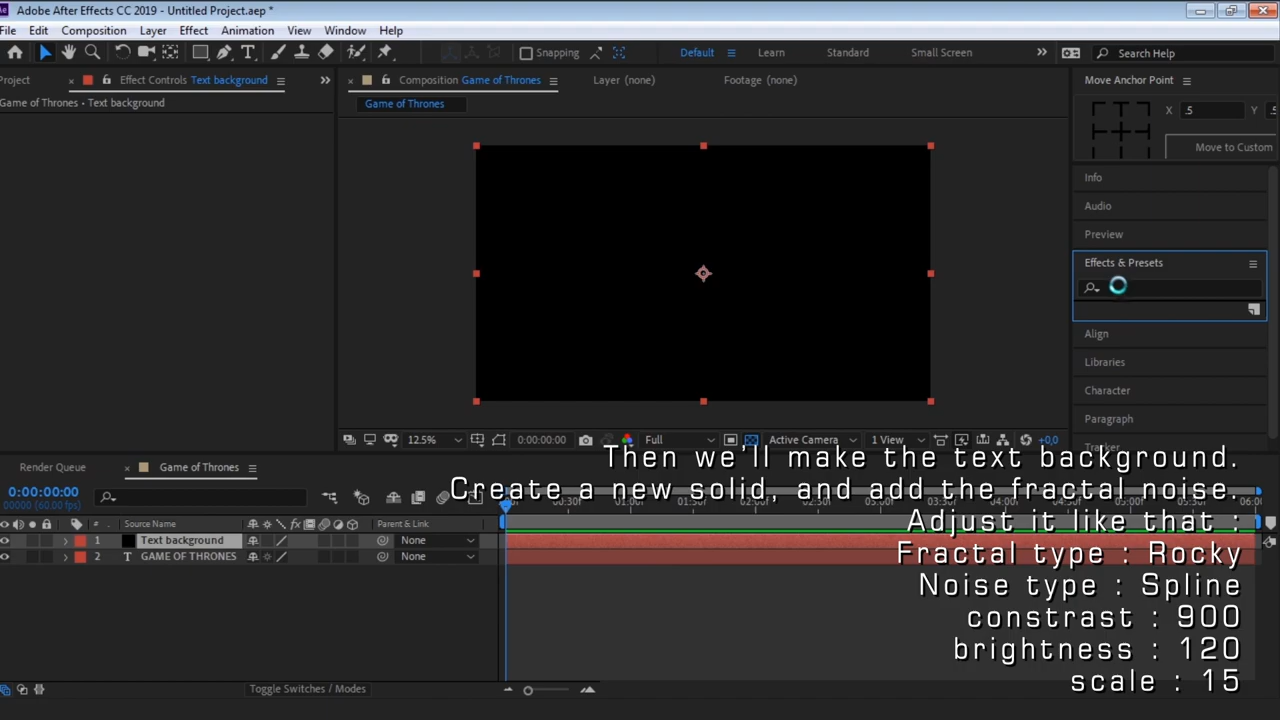 Adobe After Effects CC 2019 - Untitled Project.aep *
File Edit Composition Layer Effect Animation View Window Help
Snapping Default Learn Standard Small Screen Search Help
Project Effect Controls Text background Composition Game of Thrones Layer (none) Footage (none) Move Anchor Point
Game of Thrones • Text background
Game of Thrones
X .5 Y
Move to Custom
Info
Audio
Preview
Effects & Presets
Align
Libraries
Character
Paragraph
Tracker
12.5% 0:00:00:00 Full Active Camera 1 View +0,0
Then we'll make the text background.
Create a new solid, and add the fractal noise.
Adjust it like that :
Fractal type : Rocky
Noise type : Spline
constrast : 900
brightness : 120
scale : 15
Render Queue Game of Thrones
0:00:00:00
00000 (60.00 fps)
# Source Name Parent & Link
1 Text background None
2 T GAME OF THRONES None
Toggle Switches / Modes